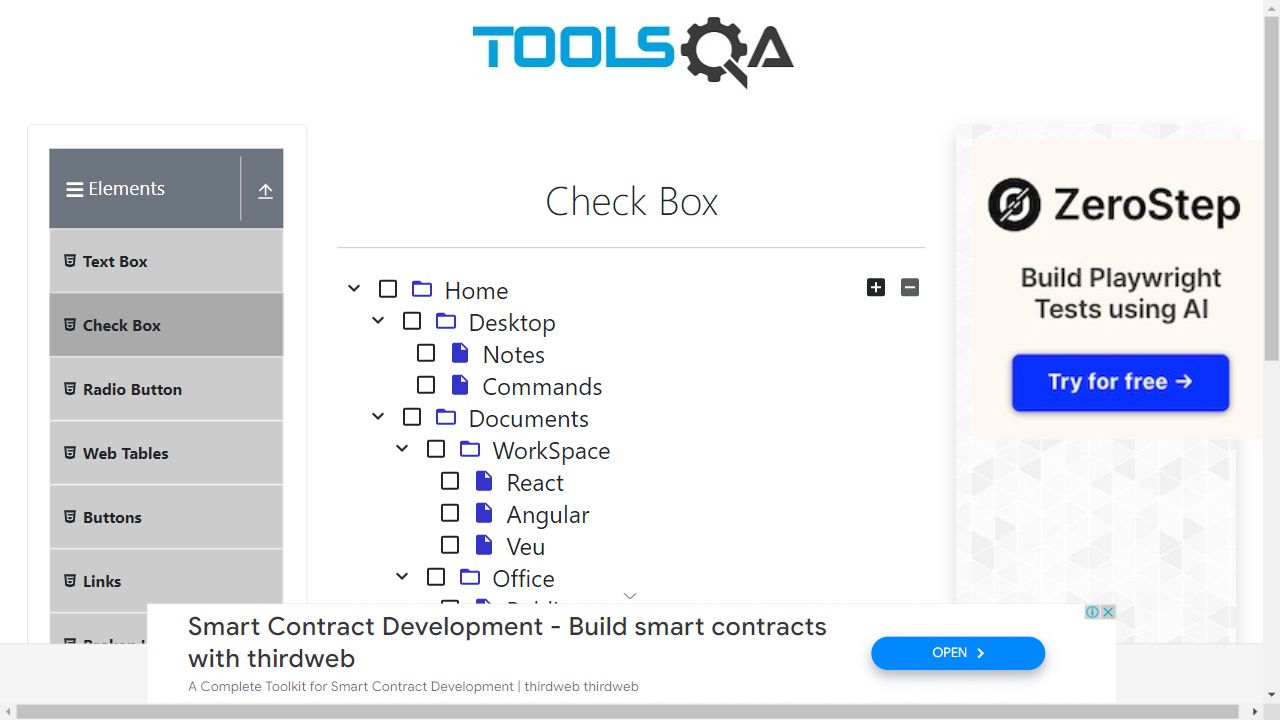 TOOLSQA
Elements
Text Box
Check Box
Radio Button
Web Tables
Buttons
Links
Check Box
Home
Desktop
Notes
Commands
Documents
WorkSpace
React
Angular
Veu
Office
ZeroStep
Build Playwright
Tests using AI
Try for free →
Smart Contract Development - Build smart contracts
with thirdweb
A Complete Toolkit for Smart Contract Development | thirdweb thirdweb
OPEN